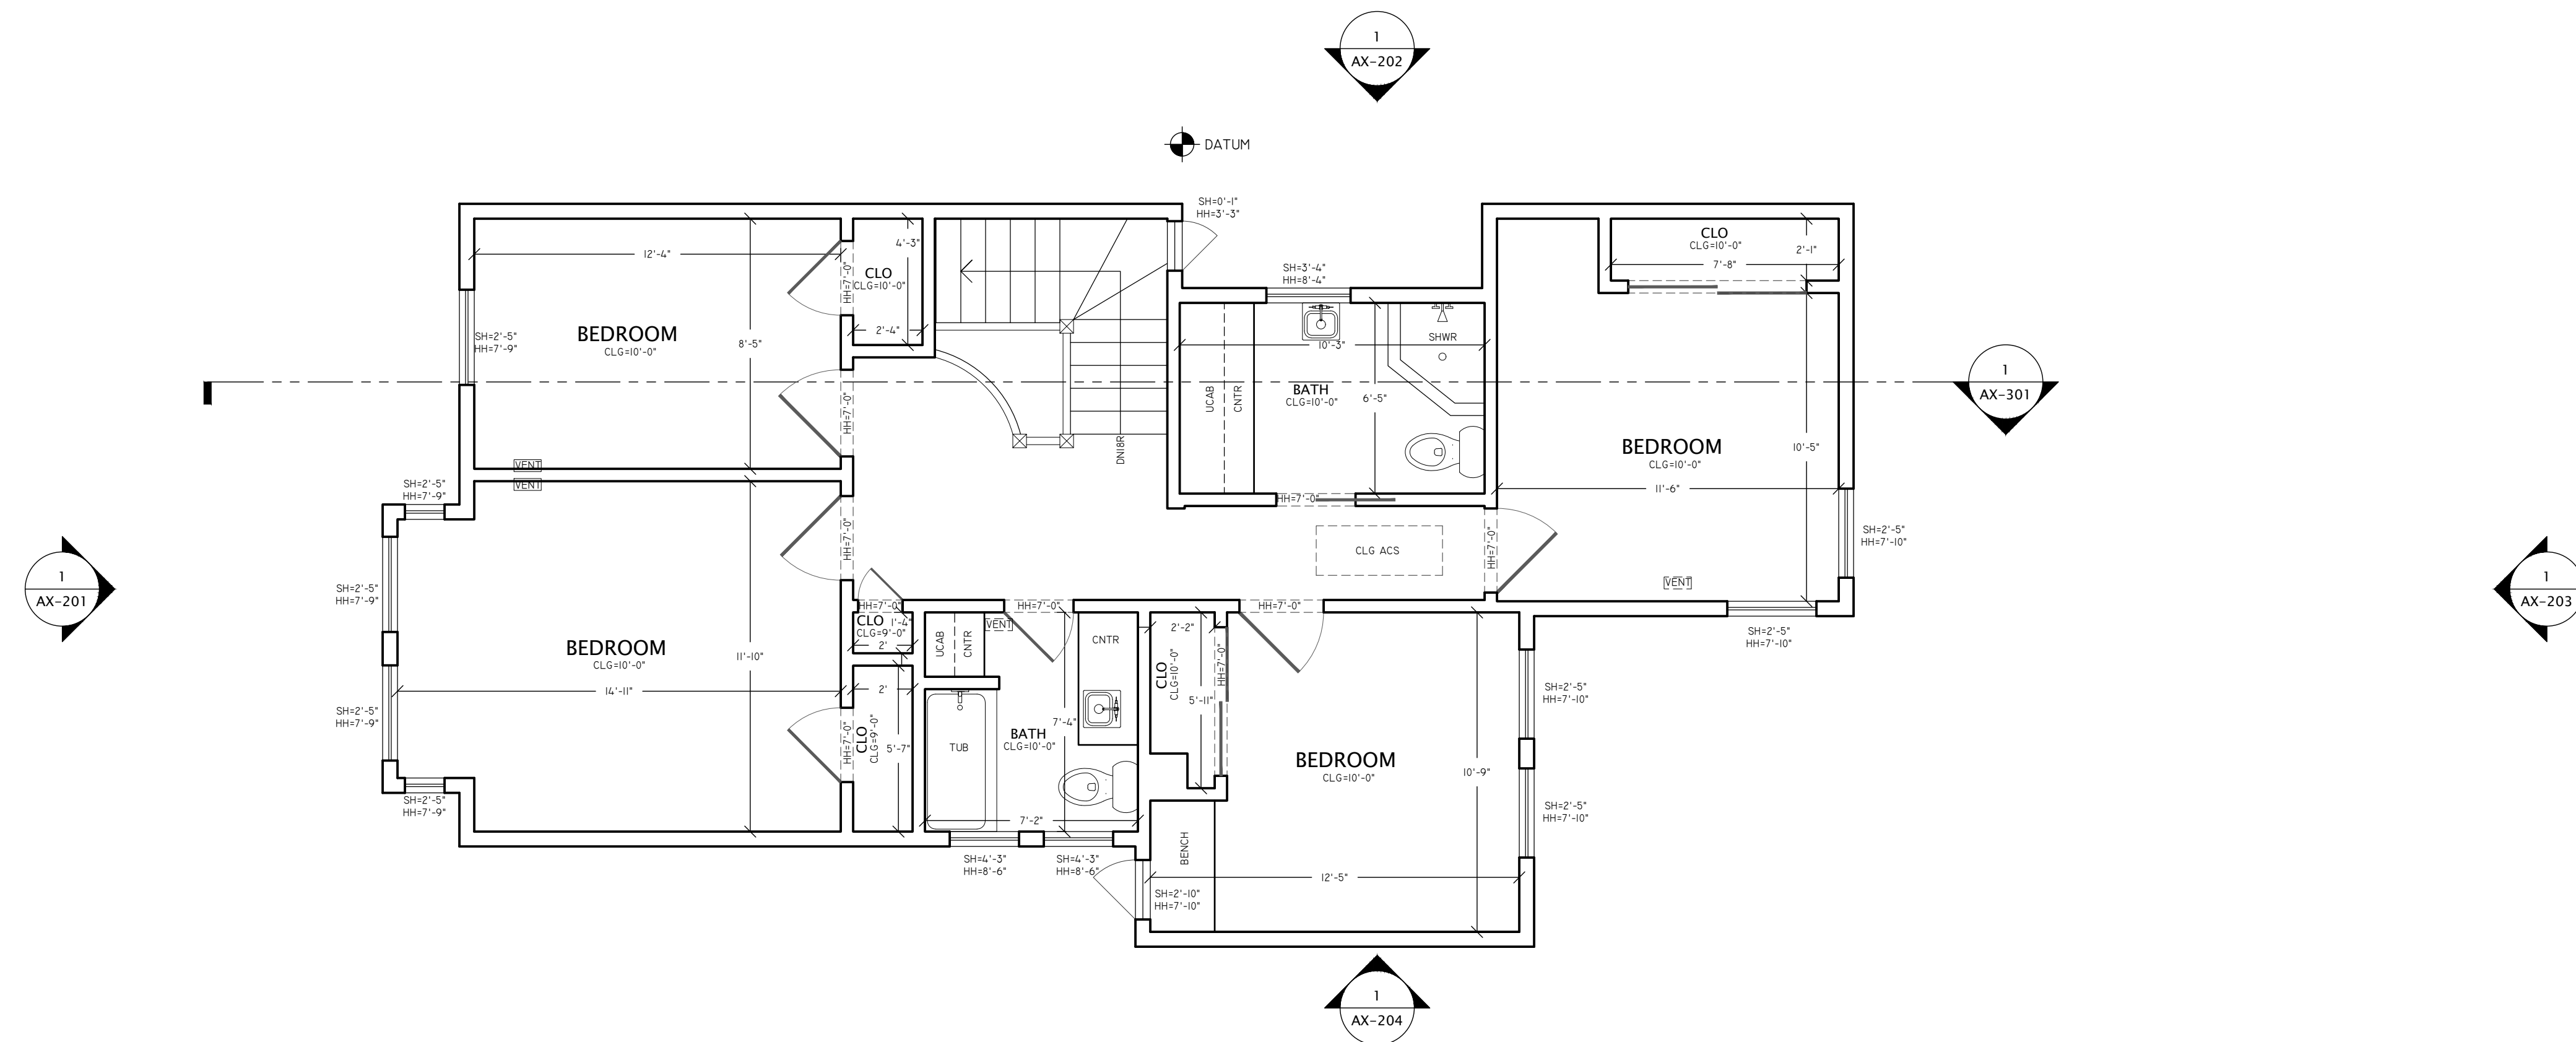 1
AX-202
DATUM
SH=0'-1"
HH=3'-3"
CLO
CLG=10'-0"
2'-1"
7'-8"
12'-4"
HH=7'-0"
4'-3"
CLO
CLG=10'-0"
2'-4"
SH=3'-4"
HH=8'-4"
SH=2'-5"
HH=7'-9"
BEDROOM
CLG=10'-0"
8'-5"
SHWR
10'-3"
UCAB
CNTR
BATH
CLG=10'-0"
6'-5"
1
AX-301
HH=7'-0"
DN18R
BEDROOM
CLG=10'-0"
10'-5"
VENT
VENT
SH=2'-5"
HH=7'-9"
11'-6"
HH=7'-0"
HH=7'-0"
CLG ACS
HH=7'-0"
SH=2'-5"
HH=7'-10"
VENT
1
AX-201
SH=2'-5"
HH=7'-9"
1
AX-203
HH=7'-0"
HH=7'-0"
HH=7'-0"
CLO
1'-4"
CLG=9'-0"
2'
UCAB
CNTR
VENT
CNTR
2'-2"
CLO
CLG=10'-0"
HH=7'-0"
SH=2'-5"
HH=7'-10"
BEDROOM
CLG=10'-0"
11'-10"
14'-11"
2'
5'-11"
SH=2'-5"
HH=7'-10"
SH=2'-5"
HH=7'-9"
HH=7'-0"
CLO
CLG=9'-0"
5'-7"
TUB
BATH
CLG=10'-0"
7'-4"
BEDROOM
CLG=10'-0"
10'-9"
SH=2'-5"
HH=7'-9"
SH=2'-5"
HH=7'-10"
7'-2"
BENCH
SH=4'-3"
HH=8'-6"
SH=4'-3"
HH=8'-6"
12'-5"
SH=2'-10"
HH=7'-10"
1
AX-204